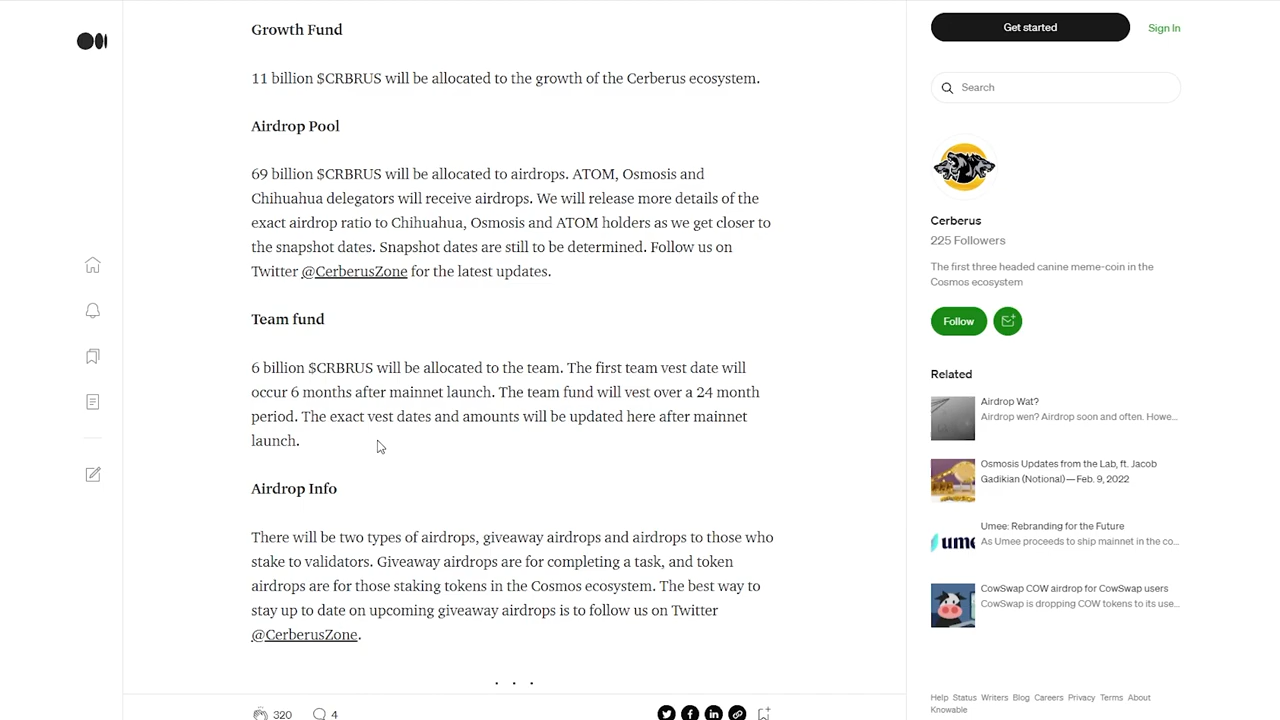 Growth Fund
11 billion $CRBRUS will be allocated to the growth of the Cerberus ecosystem.
Airdrop Pool
69 billion $CRBRUS will be allocated to airdrops. ATOM, Osmosis and
Chihuahua delegators will receive airdrops. We will release more details of the
exact airdrop ratio to Chihuahua, Osmosis and ATOM holders as we get closer to
the snapshot dates. Snapshot dates are still to be determined. Follow us on
Twitter @CerberusZone for the latest updates.
Team fund
6 billion $CRBRUS will be allocated to the team. The first team vest date will
occur 6 months after mainnet launch. The team fund will vest over a 24 month
period. The exact vest dates and amounts will be updated here after mainnet
launch.
Airdrop Info
There will be two types of airdrops, giveaway airdrops and airdrops to those who
stake to validators. Giveaway airdrops are for completing a task, and token
airdrops are for those staking tokens in the Cosmos ecosystem. The best way to
stay up to date on upcoming giveaway airdrops is to follow us on Twitter
@CerberusZone.
. . .
320 4
Get started Sign In
Search
Cerberus
225 Followers
The first three headed canine meme-coin in the
Cosmos ecosystem
Follow
Related
Airdrop Wat?
Airdrop wen? Airdrop soon and often. Howe...
Osmosis Updates from the Lab, ft. Jacob
Gadikian (Notional) — Feb. 9, 2022
ume
Umee: Rebranding for the Future
As Umee proceeds to ship mainnet in the co...
CowSwap COW airdrop for CowSwap users
CowSwap is dropping COW tokens to its use...
Help Status Writers Blog Careers Privacy Terms About
Knowable